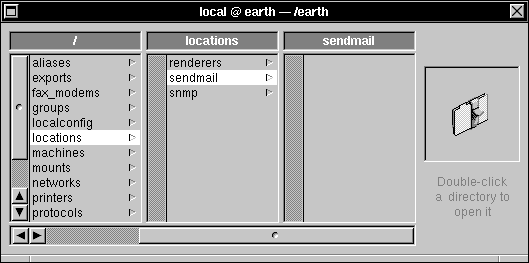 local @ earth — /earth
/
locations
sendmail
aliases
exports
fax_modems
groups
localconfig
locations
machines
mounts
networks
printers
protocols
renderers
sendmail
snmp
Double-click
a directory to
open it